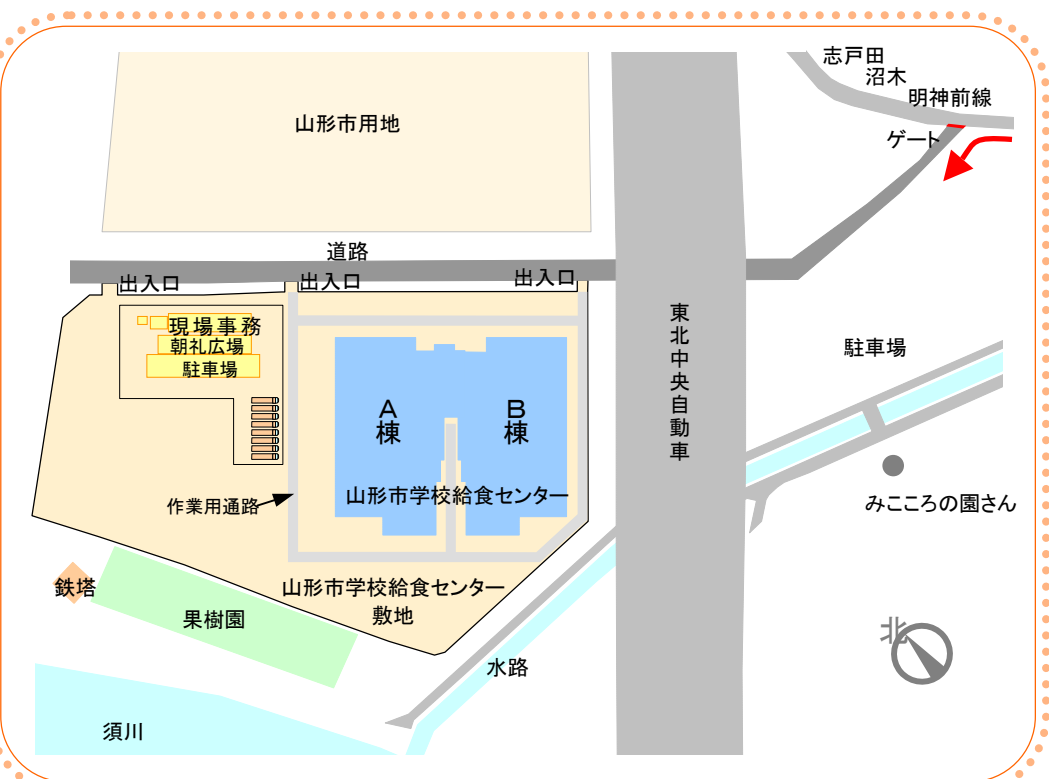 志戸田
沼木
明神前線
ゲート
山形市用地
道路
出入口
出入口
出入口
現場事務
朝礼広場
駐車場
東北中央自動車
駐車場
A
棟
B
棟
山形市学校給食センター
作業用通路
みこころの園さん
鉄塔
山形市学校給食センター
敷地
果樹園
北
水路
須川